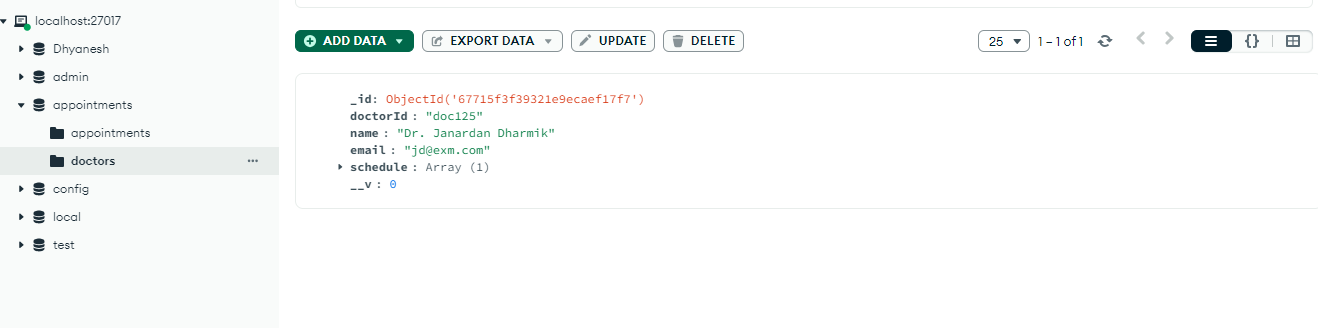 localhost:27017
Dhyanesh
admin
appointments
appointments
doctors
config
local
test
ADD DATA EXPORT DATA UPDATE DELETE 25 1 – 1 of 1 {}
_id: ObjectId('67715f3f39321e9ecaef17f7')
doctorId : "doc125"
name : "Dr. Janardan Dharmik"
email : "jd@exm.com"
schedule : Array (1)
__v : 0